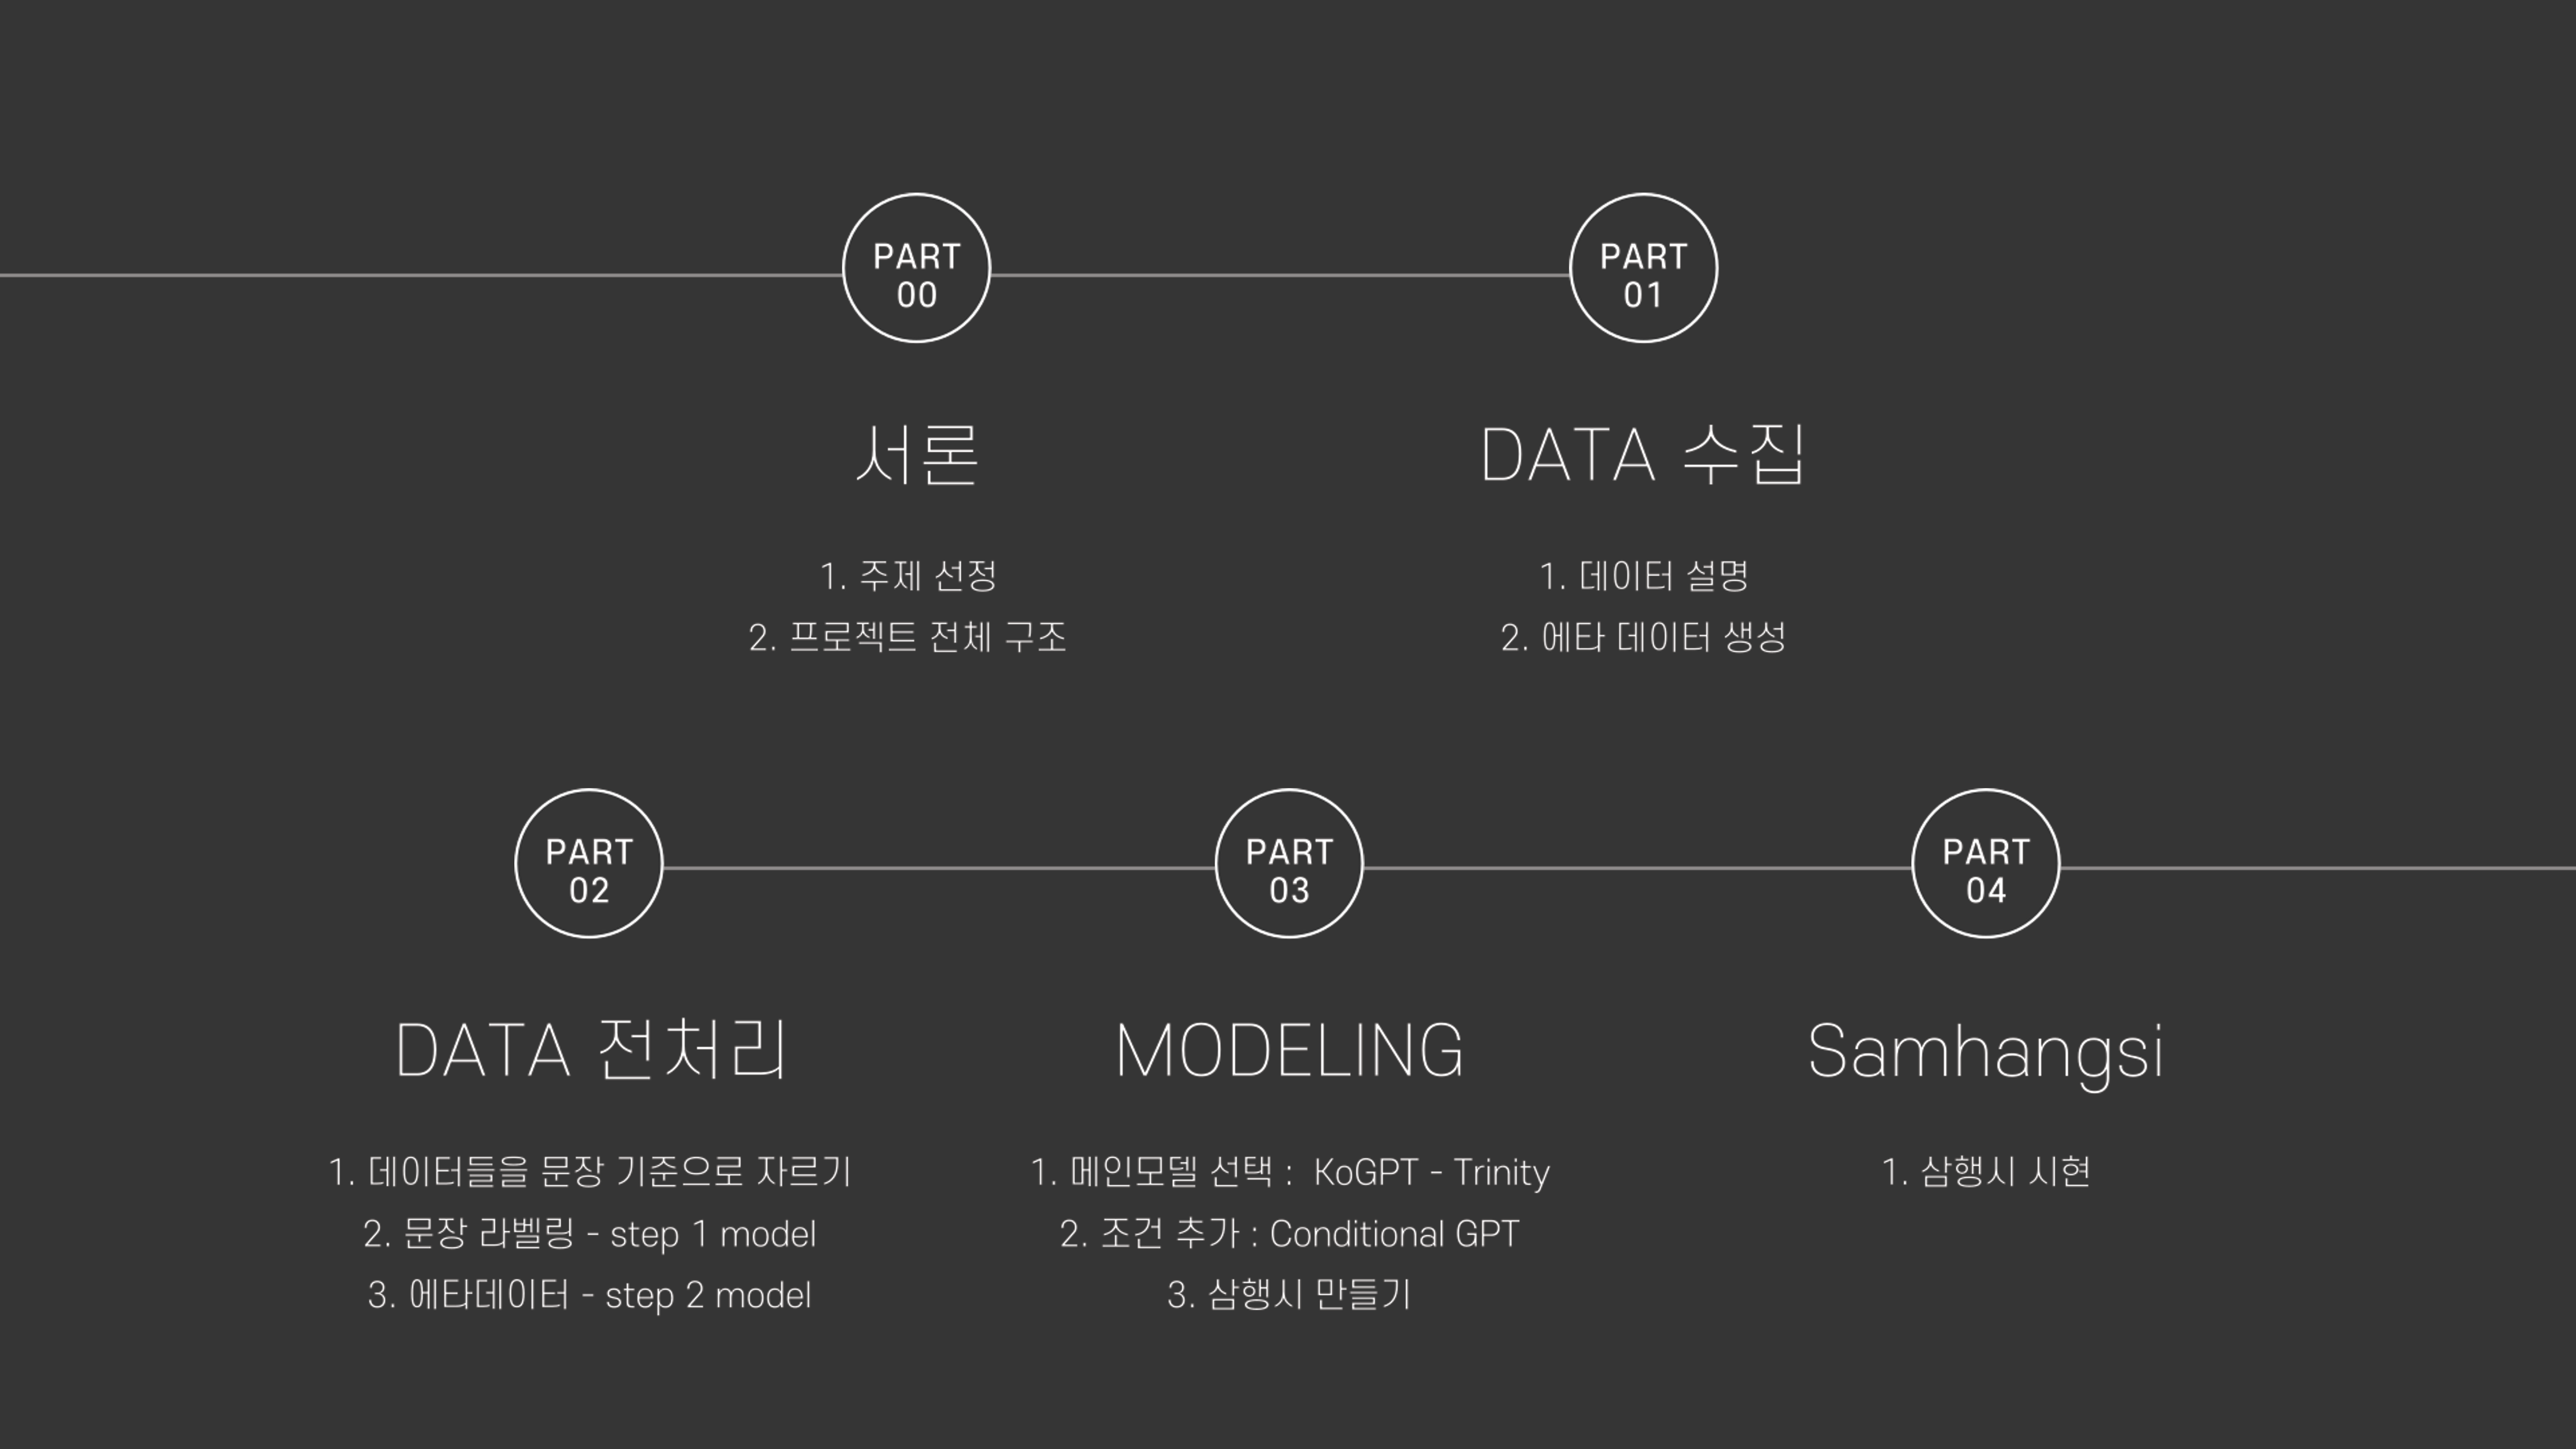 PART
00
서론
1. 주제 선정
2. 프로젝트 전체 구조
PART
01
DATA 수집
1. 데이터 설명
2. 에타 데이터 생성
PART
02
DATA 전처리
1. 데이터들을 문장 기준으로 자르기
2. 문장 라벨링 - step 1 model
3. 에타데이터 - step 2 model
PART
03
MODELING
1. 메인모델 선택 : KoGPT - Trinity
2. 조건 추가 : Conditional GPT
3. 삼행시 만들기
PART
04
Samhangsi
1. 삼행시 시현